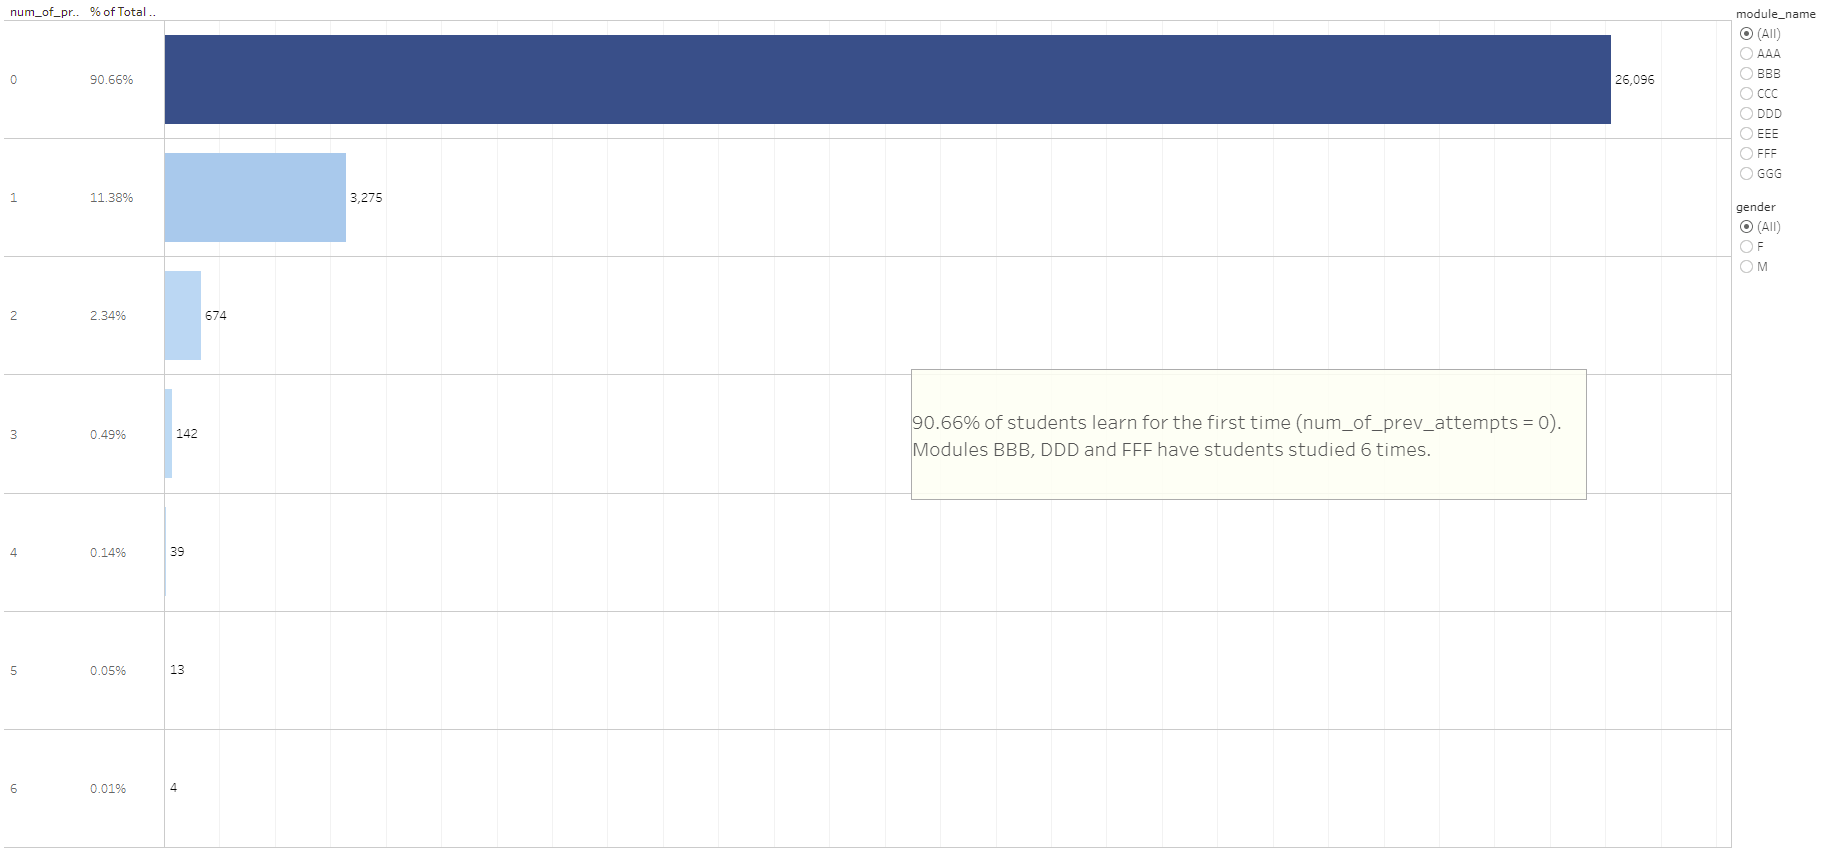 num_of_pr.. % of Total ..
0 90.66% 26,096
1 11.38% 3,275
2 2.34% 674
3 0.49% 142
4 0.14% 39
5 0.05% 13
6 0.01% 4
90.66% of students learn for the first time (num_of_prev_attempts = 0).
Modules BBB, DDD and FFF have students studied 6 times.
module_name
(All)
AAA
BBB
CCC
DDD
EEE
FFF
GGG
gender
(All)
F
M